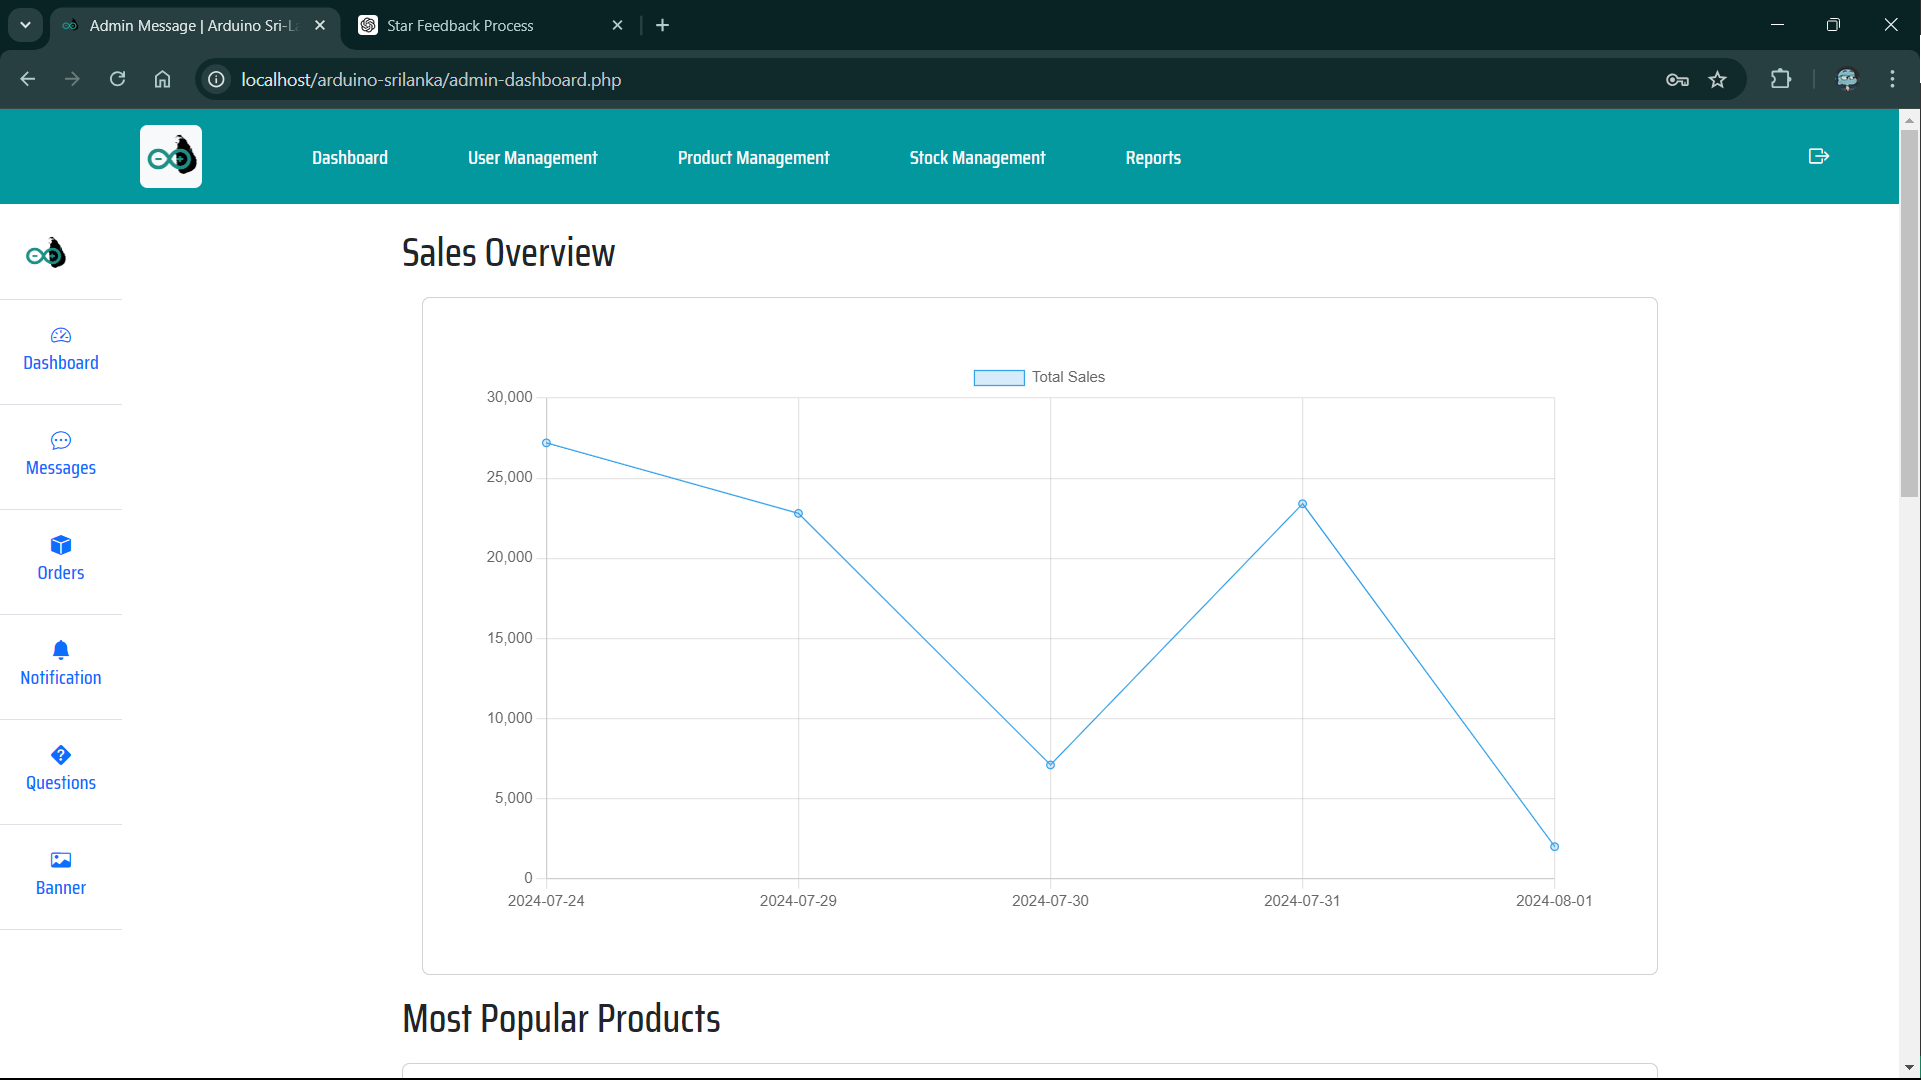 Admin Message | Arduino Sri-La
Star Feedback Process
localhost/arduino-srilanka/admin-dashboard.php
Dashboard
User Management
Product Management
Stock Management
Reports
Dashboard
Messages
Orders
Notification
Questions
Banner
Sales Overview
Total Sales
30,000
25,000
20,000
15,000
10,000
5,000
0
2024-07-24
2024-07-29
2024-07-30
2024-07-31
2024-08-01
Most Popular Products